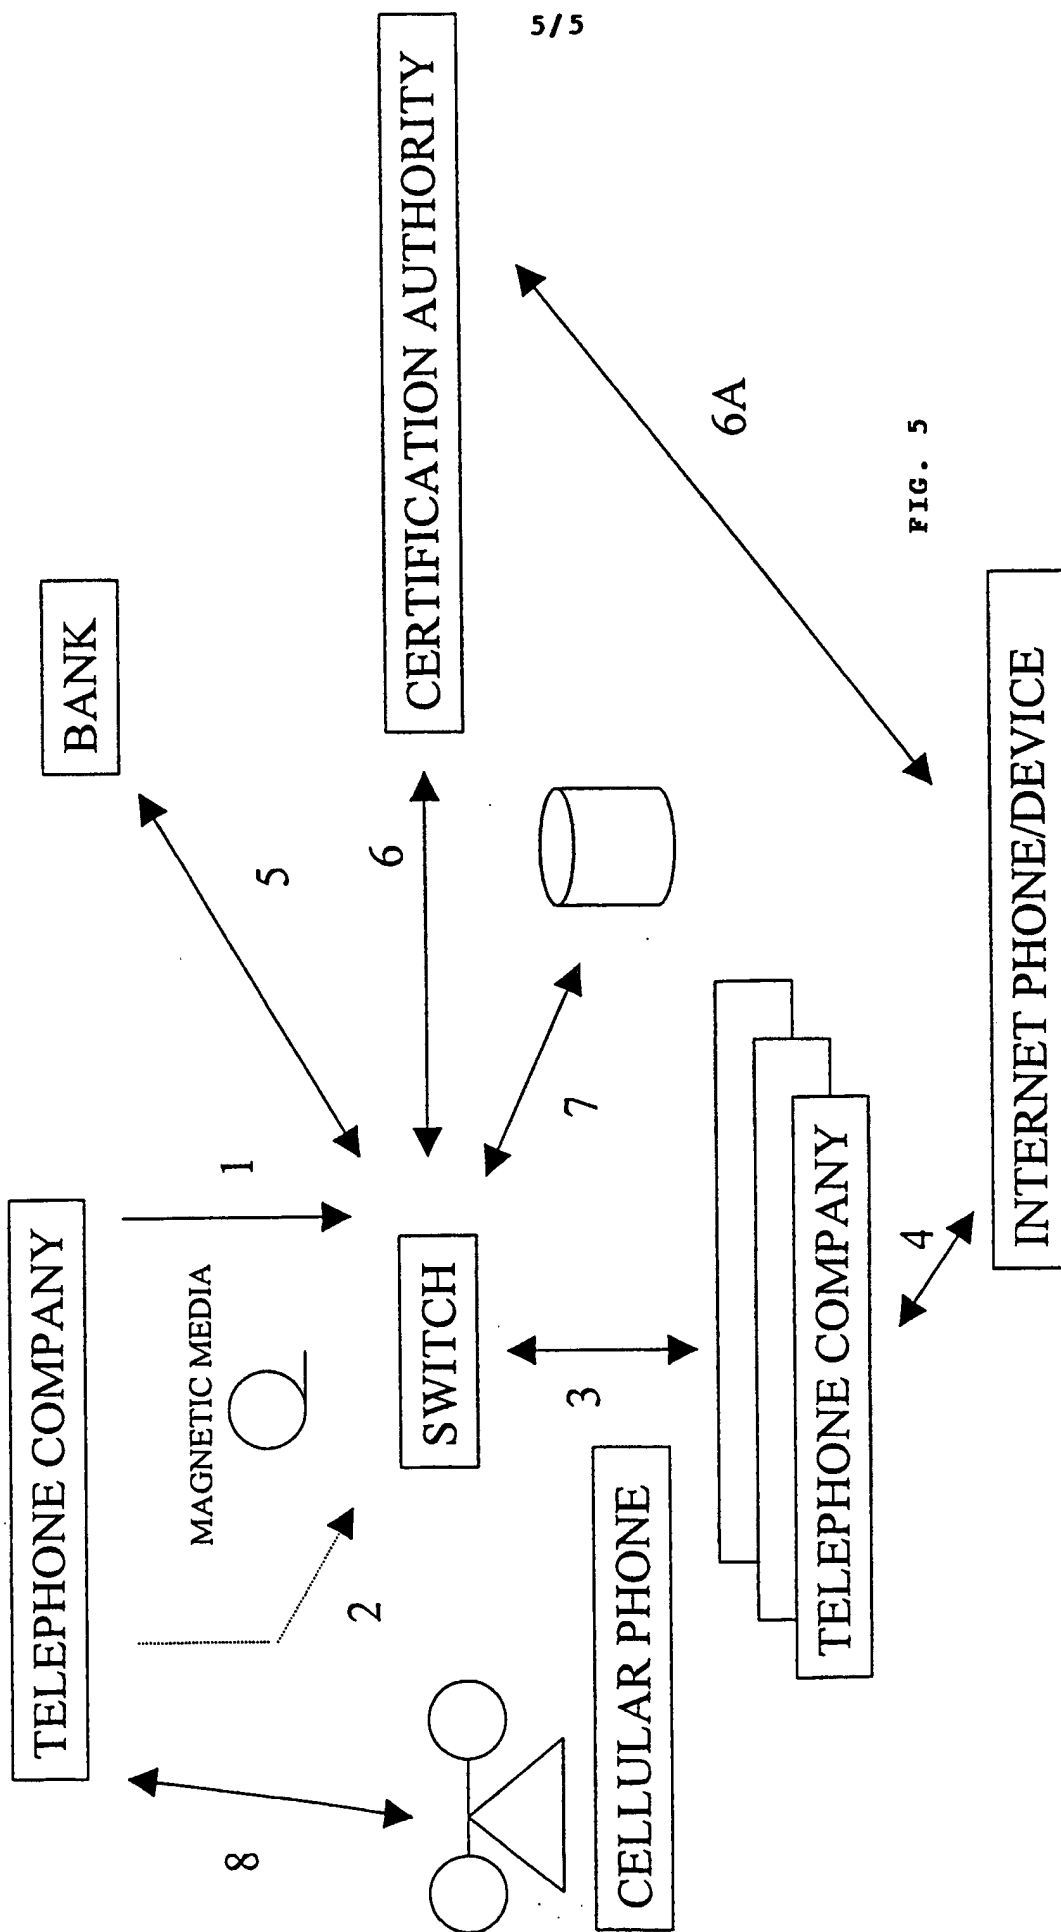 5/5
TELEPHONE COMPANY
BANK
8
1
5
MAGNETIC MEDIA
2
SWITCH
6
CERTIFICATION AUTHORITY
3
7
CELLULAR PHONE
6A
TELEPHONE COMPANY
4
FIG. 5
INTERNET PHONE/DEVICE